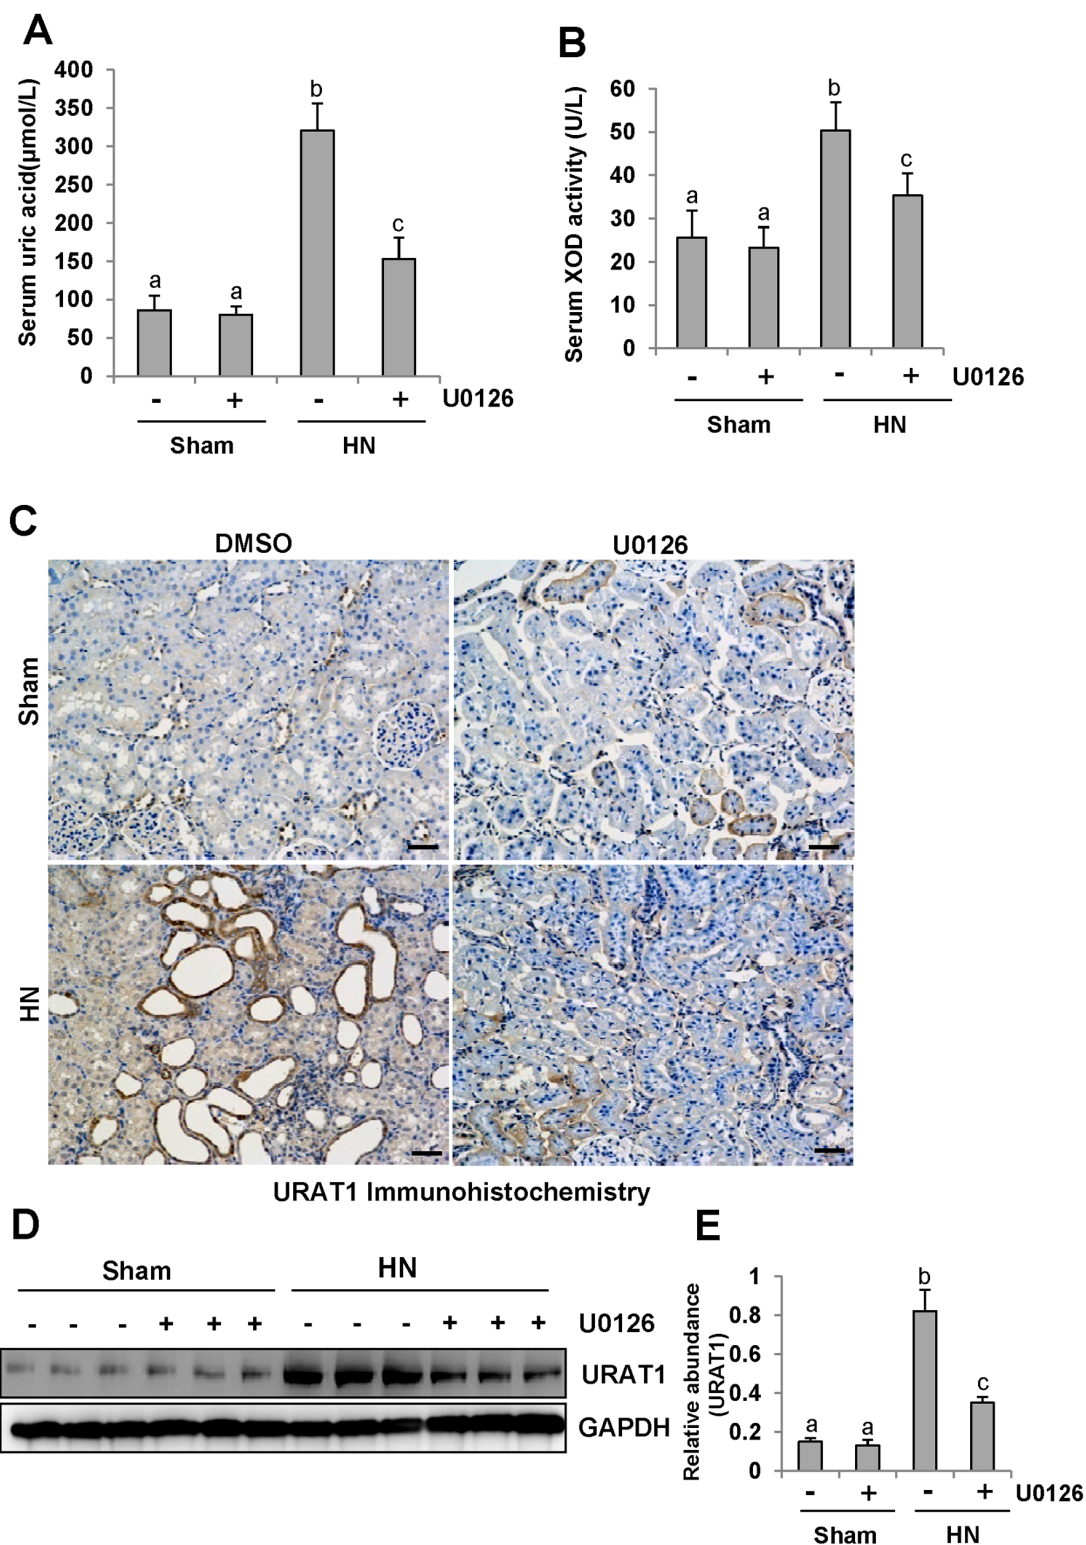 A
Serum uric acid(µmol/L)
400
350
300
250
200
150
100
50
0
a
a
b
c
- + - + U0126
Sham HN
B
Serum XOD activity (U/L)
60
50
40
30
20
10
0
a
a
b
c
- + - + U0126
Sham HN
C
DMSO U0126
Sham
HN
URAT1 Immunohistochemistry
D
Sham HN
- - - + + + - - - + + + U0126
URAT1
GAPDH
E
Relative abundance
(URAT1)
1
0.8
0.6
0.4
0.2
0
a
a
b
c
- + - + U0126
Sham HN